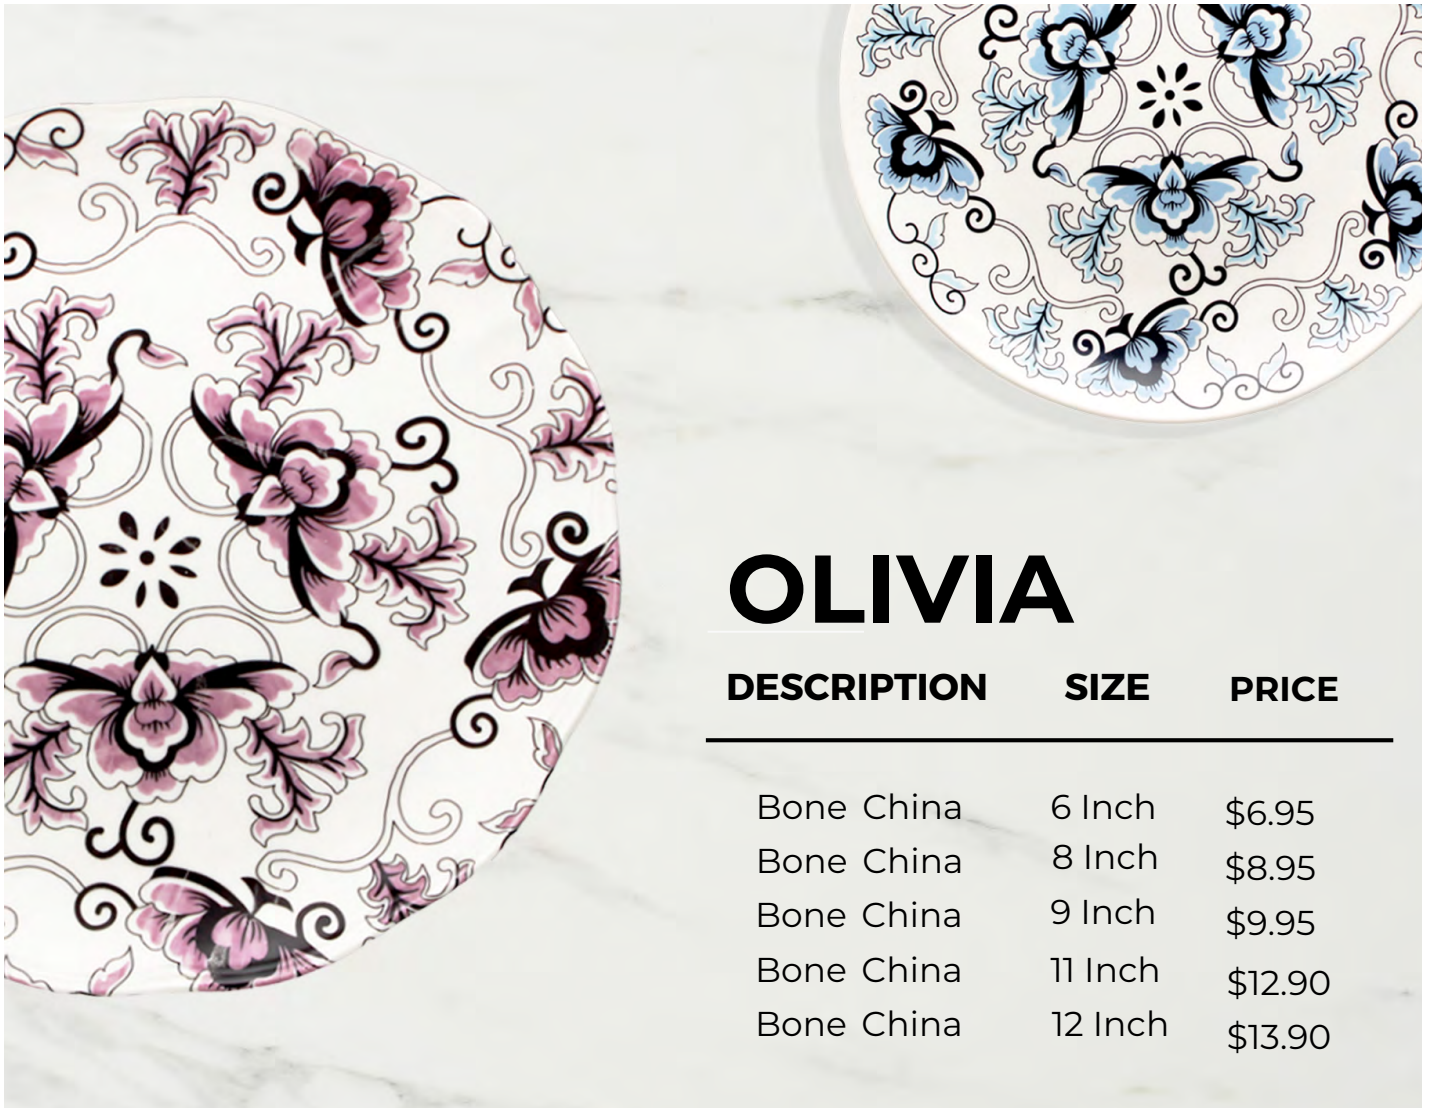 OLIVIA
DESCRIPTION SIZE PRICE
Bone China 6 Inch $6.95
Bone China 8 Inch $8.95
Bone China 9 Inch $9.95
Bone China 11 Inch $12.90
Bone China 12 Inch $13.90